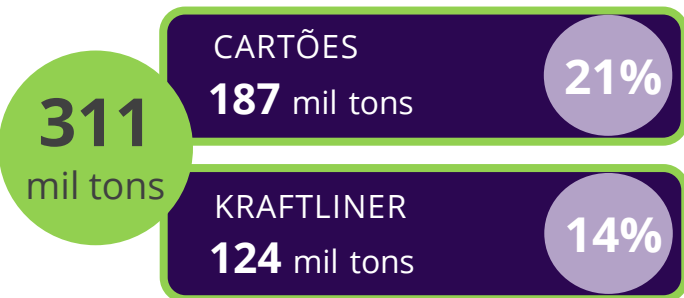 311
mil tons
CARTÕES
187 mil tons
21%
KRAFTLINER
124 mil tons
14%